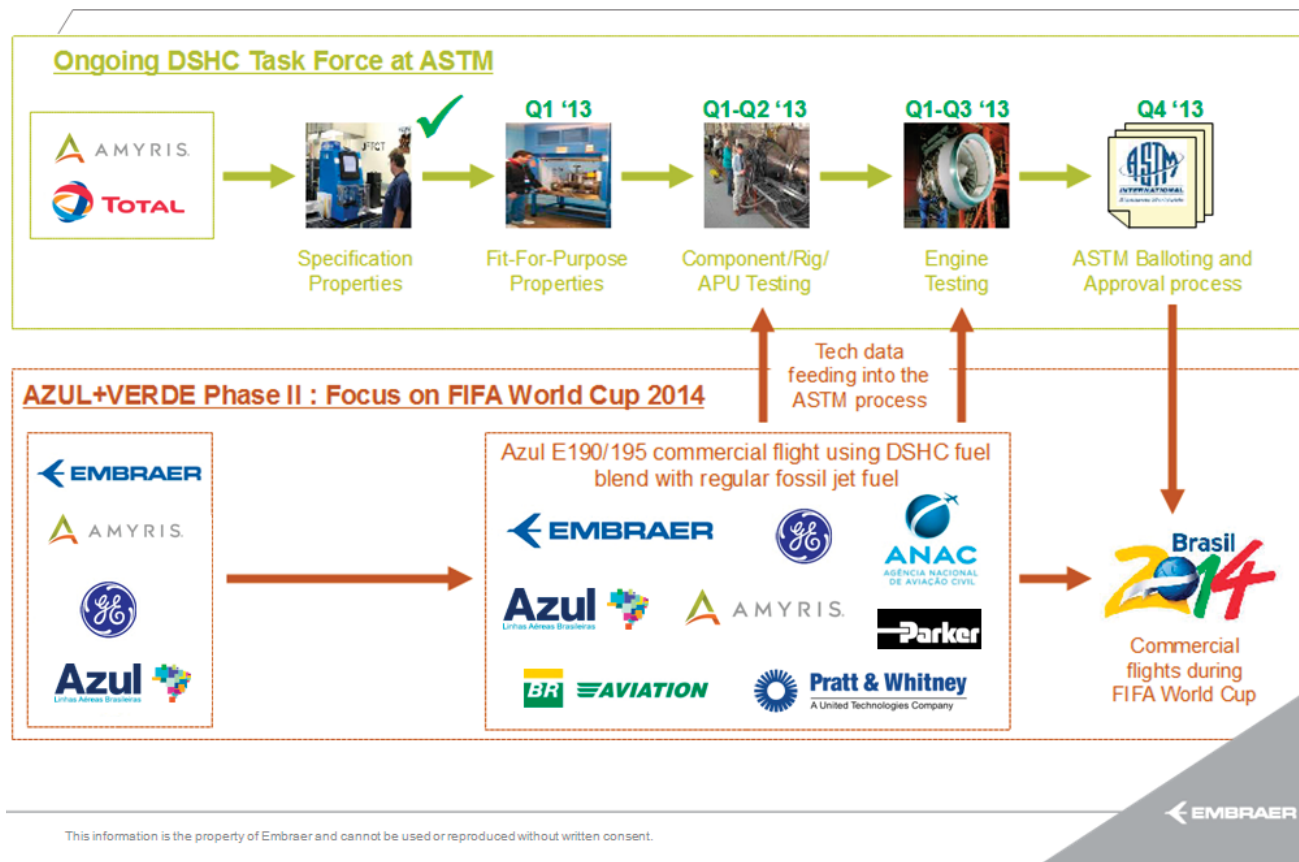 Ongoing DSHC Task Force at ASTM
AMYRIS
TOTAL
JFTOT
Specification
Properties
Q1 '13
Fit-For-Purpose
Properties
Q1-Q2 '13
Component/Rig/
APU Testing
Q1-Q3 '13
Engine
Testing
Q4 '13
ASTM
INTERNATIONAL
ASTM Balloting and
Approval process
Tech data
feeding into the
ASTM process
AZUL+VERDE Phase II : Focus on FIFA World Cup 2014
EMBRAER
AMYRIS
GE
Azul
Linhas Aéreas Brasileiras
Azul E190/195 commercial flight using DSHC fuel
blend with regular fossil jet fuel
EMBRAER
GE
ANAC
AGÊNCIA NACIONAL
DE AVIAÇÃO CIVIL
Azul
Linhas Aéreas Brasileiras
AMYRIS
Parker
BR AVIATION
Pratt & Whitney
A United Technologies Company
Brasil
2014
Commercial
flights during
FIFA World Cup
EMBRAER
This information is the property of Embraer and cannot be used or reproduced without written consent.